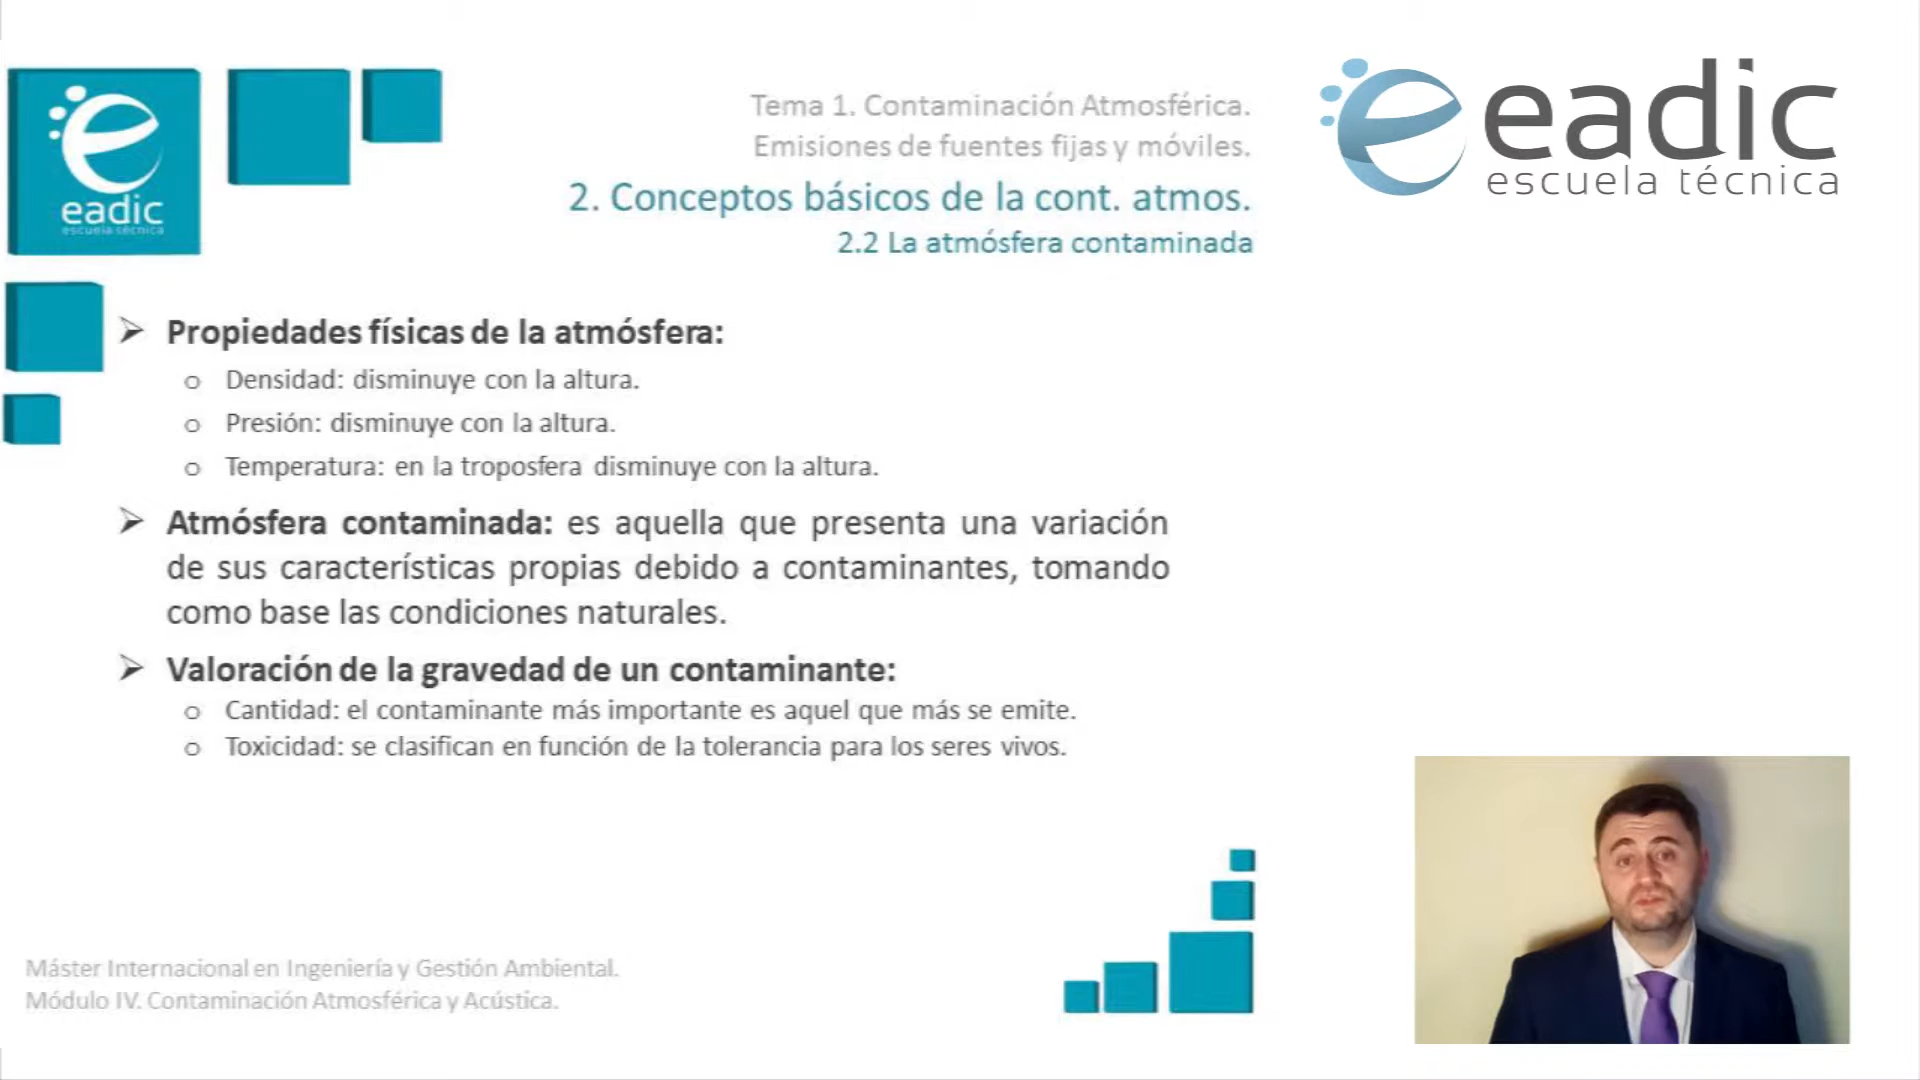 eadic
escuela técnica
Tema 1. Contaminación Atmosférica.
Emisiones de fuentes fijas y móviles.
2. Conceptos básicos de la cont. atmos.
2.2 La atmósfera contaminada
eadic
escuela técnica
Propiedades físicas de la atmósfera:
Densidad: disminuye con la altura.
Presión: disminuye con la altura.
Temperatura: en la troposfera disminuye con la altura.
Atmósfera contaminada: es aquella que presenta una variación
de sus características propias debido a contaminantes, tomando
como base las condiciones naturales.
Valoración de la gravedad de un contaminante:
Cantidad: el contaminante más importante es aquel que más se emite.
Toxicidad: se clasifican en función de la tolerancia para los seres vivos.
Máster Internacional en Ingeniería y Gestión Ambiental.
Módulo IV. Contaminación Atmosférica y Acústica.